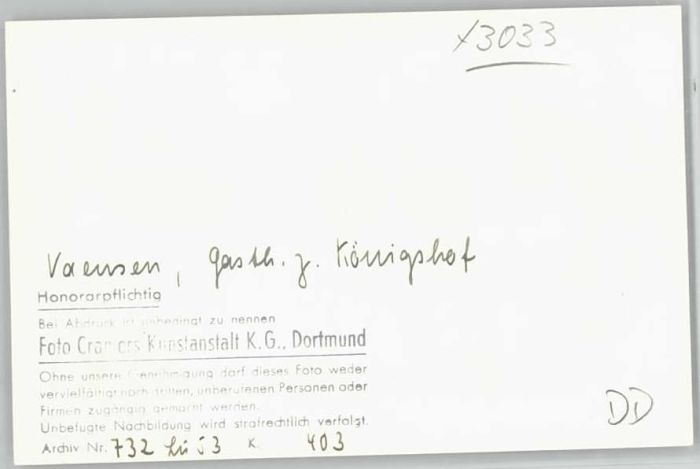 x3033
Vaensen, Gasth. z. Königshof
Honorarpflichtig
Bei Abdruck ist unbedingt zu nennen
Foto Cramers Kunstanstalt K.G., Dortmund
Ohne unsere Genehmigung darf dieses Foto weder
vervielfältigt noch dritten, unberufenen Personen oder
Firmen zugängig gemacht werden.
Unbefugte Nachbildung wird strafrechtlich verfolgt.
Archiv Nr. 732 Lü 53 K. 403
DD